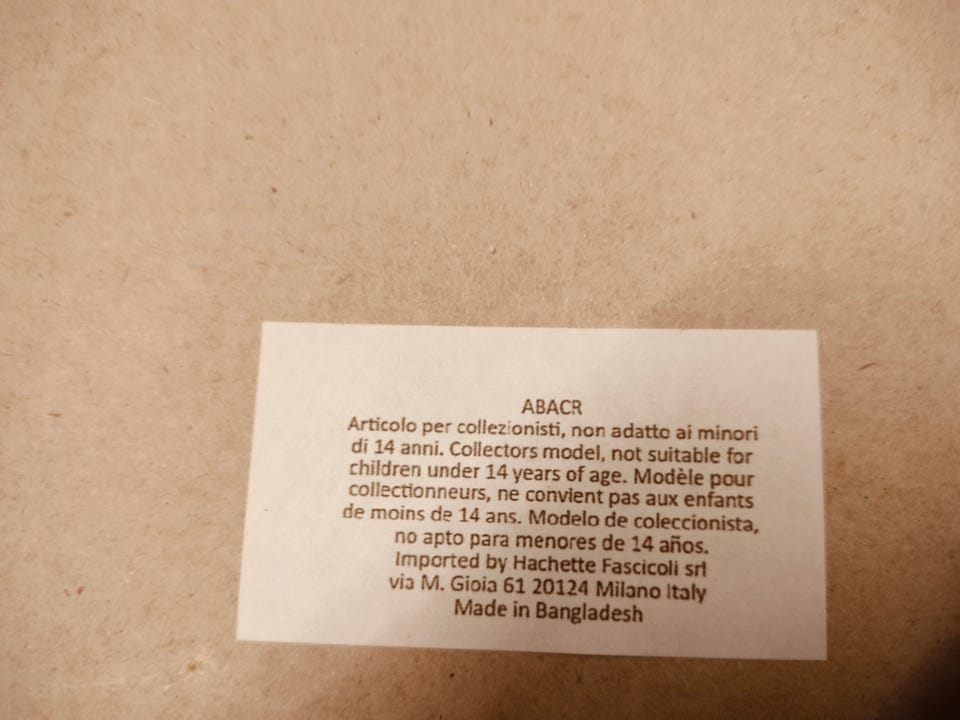 ABACR
Articolo per collezionisti, non adatto ai minori
di 14 anni. Collectors model, not suitable for
children under 14 years of age. Modèle pour
collectionneurs, ne convient pas aux enfants
de moins de 14 ans. Modelo de coleccionista,
no apto para menores de 14 años.
Imported by Hachette Fascicoli srl
via M. Gioia 61 20124 Milano Italy
Made in Bangladesh